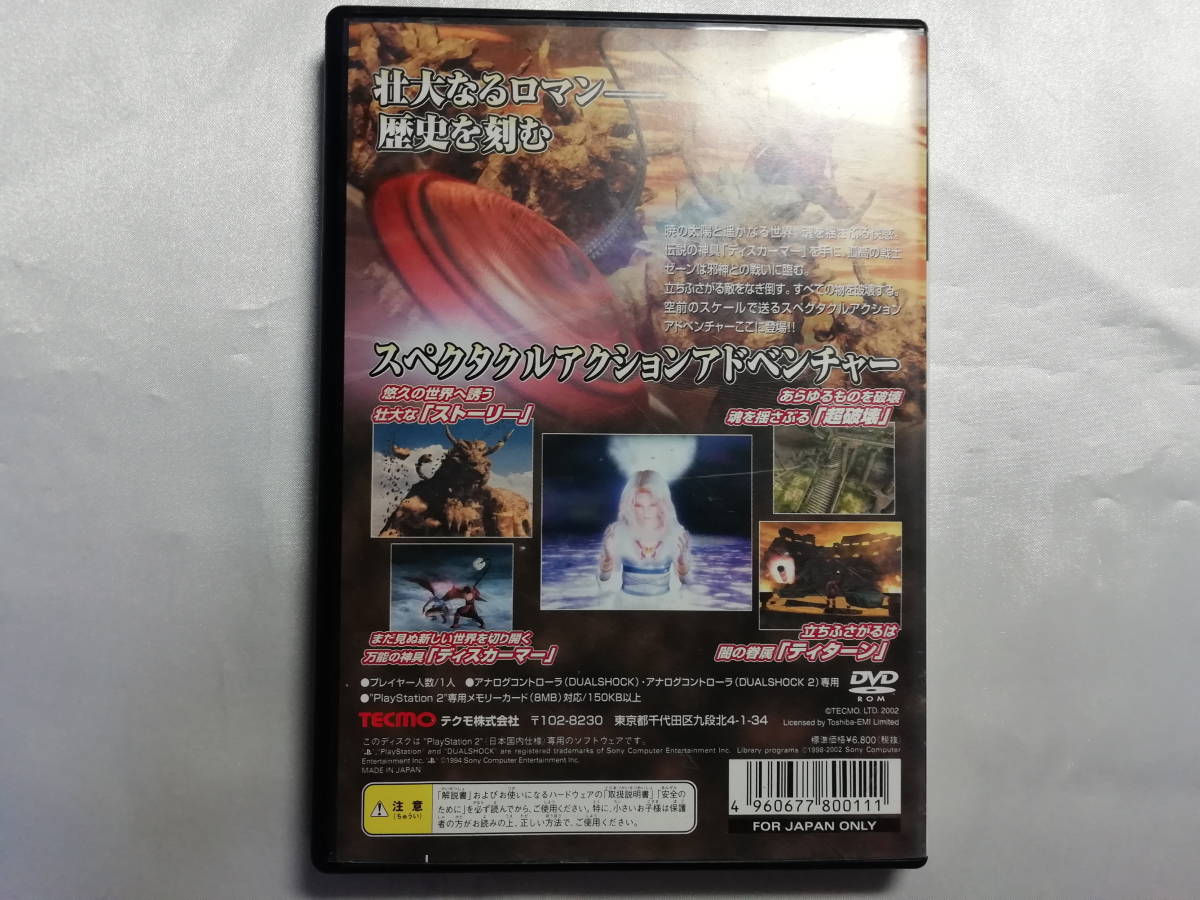 壮大なるロマン――
歴史を刻む
暁の太陽と遥かなる世界、魂を揺さぶる快感。
伝説の神具「ディスカーマー」を手に、孤高の戦士
ゼーンは邪神との戦いに臨む。
立ちふさがる敵をなぎ倒す。すべての物を破壊する。
空前のスケールで送るスペクタクルアクション
アドベンチャーここに登場!!
スペクタクルアクションアドベンチャー
悠久の世界へ誘う
壮大な「ストーリー」
あらゆるものを破壊
魂を揺さぶる「超破壊」
まだ見ぬ新しい世界を切り開く
万能の神具「ディスカーマー」
立ちふさがるは
闇の眷属「ティターン」
●プレイヤー人数/1人 ●アナログコントローラ(DUALSHOCK)・アナログコントローラ(DUALSHOCK 2)専用
●"PlayStation 2"専用メモリーカード(8MB)対応/150KB以上
DVD
ROM
TECMO テクモ株式会社 〒102-8230 東京都千代田区九段北4-1-34
©TECMO, LTD. 2002
Licensed by Toshiba-EMI Limited
このディスクは"PlayStation 2"(日本国内仕様)専用のソフトウェアです。
標準価格¥6,800(税抜)
"PlayStation" and "DUALSHOCK" are registered trademarks of Sony Computer Entertainment Inc. Library programs ©1998-2002 Sony Computer
Entertainment Inc. ©1994 Sony Computer Entertainment Inc.
MADE IN JAPAN
注意
(ちゅうい)
「解説書」およびお使いになるハードウェアの「取扱説明書」「安全の
ために」を必ず読んでから、ご使用ください。特に、小さいお子様は保護
者の方がお読みの上、正しい方法で、ご使用ください。
4 960677 800111
FOR JAPAN ONLY